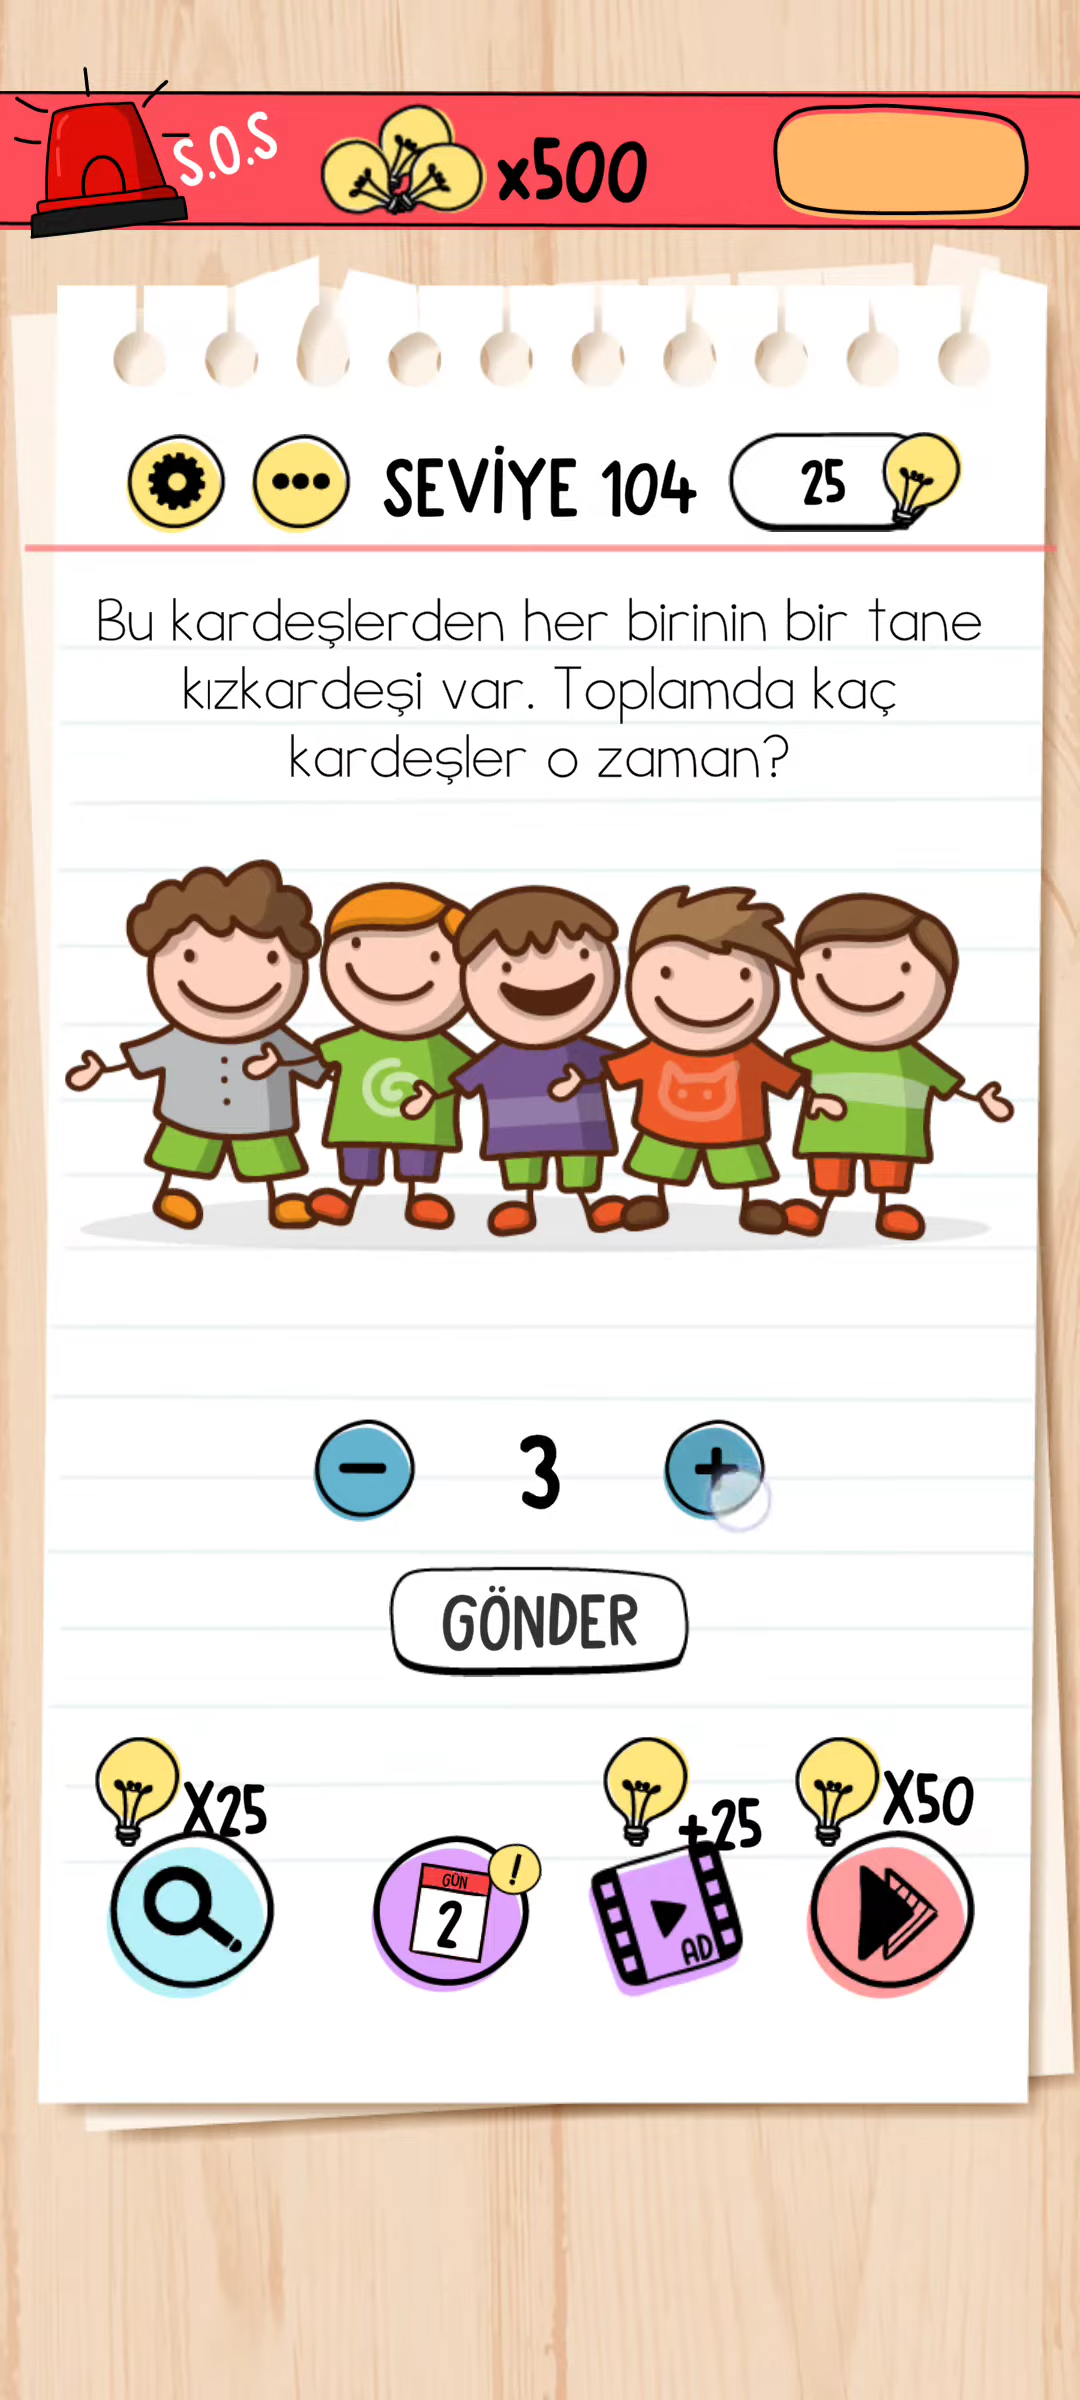 S.O.S
x500
SEVİYE 104
25
Bu kardeşlerden her birinin bir tane
kızkardeşi var. Toplamda kaç
kardeşler o zaman?
- 3 +
GÖNDER
X25
+25
X50
GÜN
2
!
AD